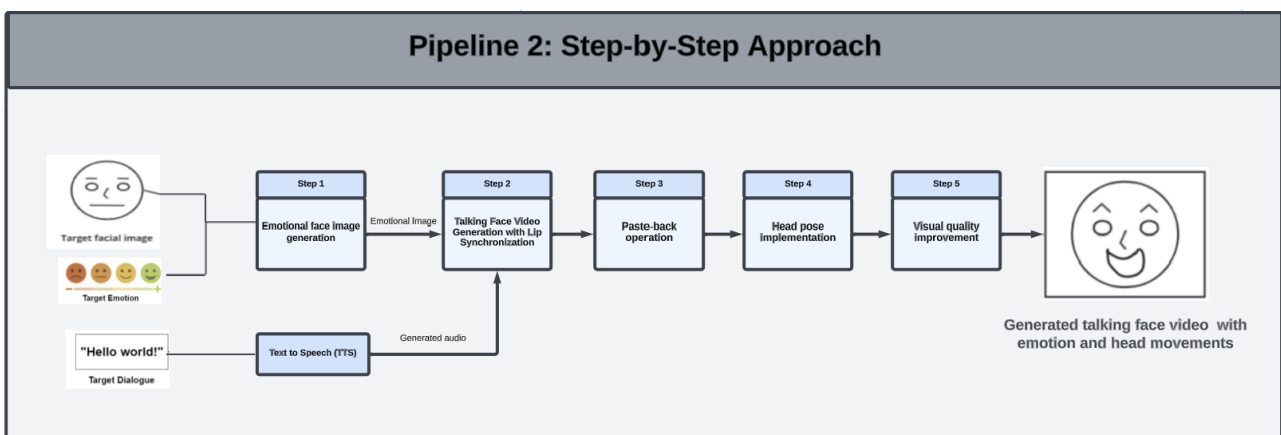 Pipeline 2: Step-by-Step Approach
Target facial image
Target Emotion
"Hello world!"
Target Dialogue
Step 1
Emotional face image
generation
Emotional Image
Text to Speech (TTS)
Generated audio
Step 2
Talking Face Video
Generation with Lip
Synchronization
Step 3
Paste-back
operation
Step 4
Head pose
implementation
Step 5
Visual quality
improvement
Generated talking face video with
emotion and head movements